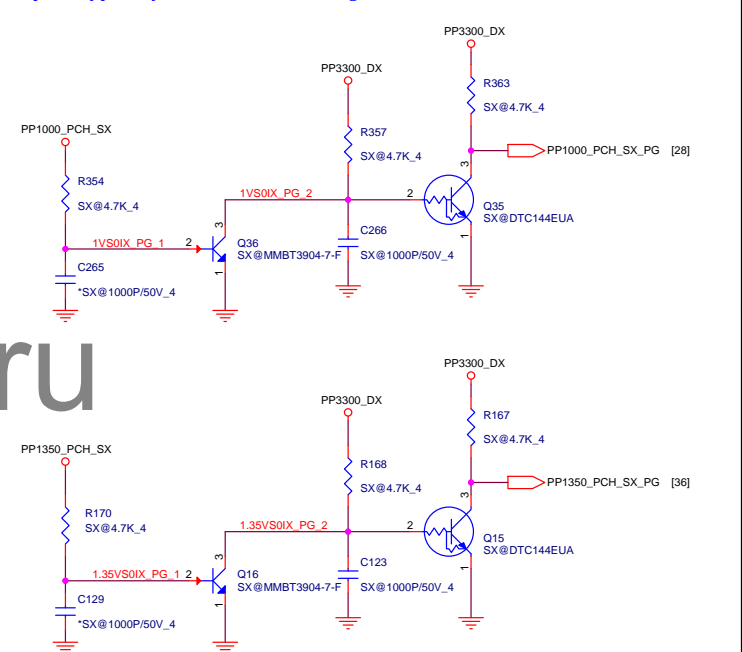 PP3300_DX
R363
SX@4.7K_4
PP1000_PCH_SX_PG [28]
3
2
1
Q35
SX@DTC144EUA
PP3300_DX
R357
SX@4.7K_4
PP1000_PCH_SX
R354
SX@4.7K_4
1VS0IX_PG_2
1VS0IX_PG_1
2
3
1
Q36
SX@MMBT3904-7-F
C266
SX@1000P/50V_4
C265
*SX@1000P/50V_4
ru
PP3300_DX
R167
SX@4.7K_4
PP1350_PCH_SX_PG [36]
3
2
1
Q15
SX@DTC144EUA
PP3300_DX
R168
SX@4.7K_4
PP1350_PCH_SX
R170
SX@4.7K_4
1.35VS0IX_PG_2
1.35VS0IX_PG_1
2
3
1
Q16
SX@MMBT3904-7-F
C123
SX@1000P/50V_4
C129
*SX@1000P/50V_4